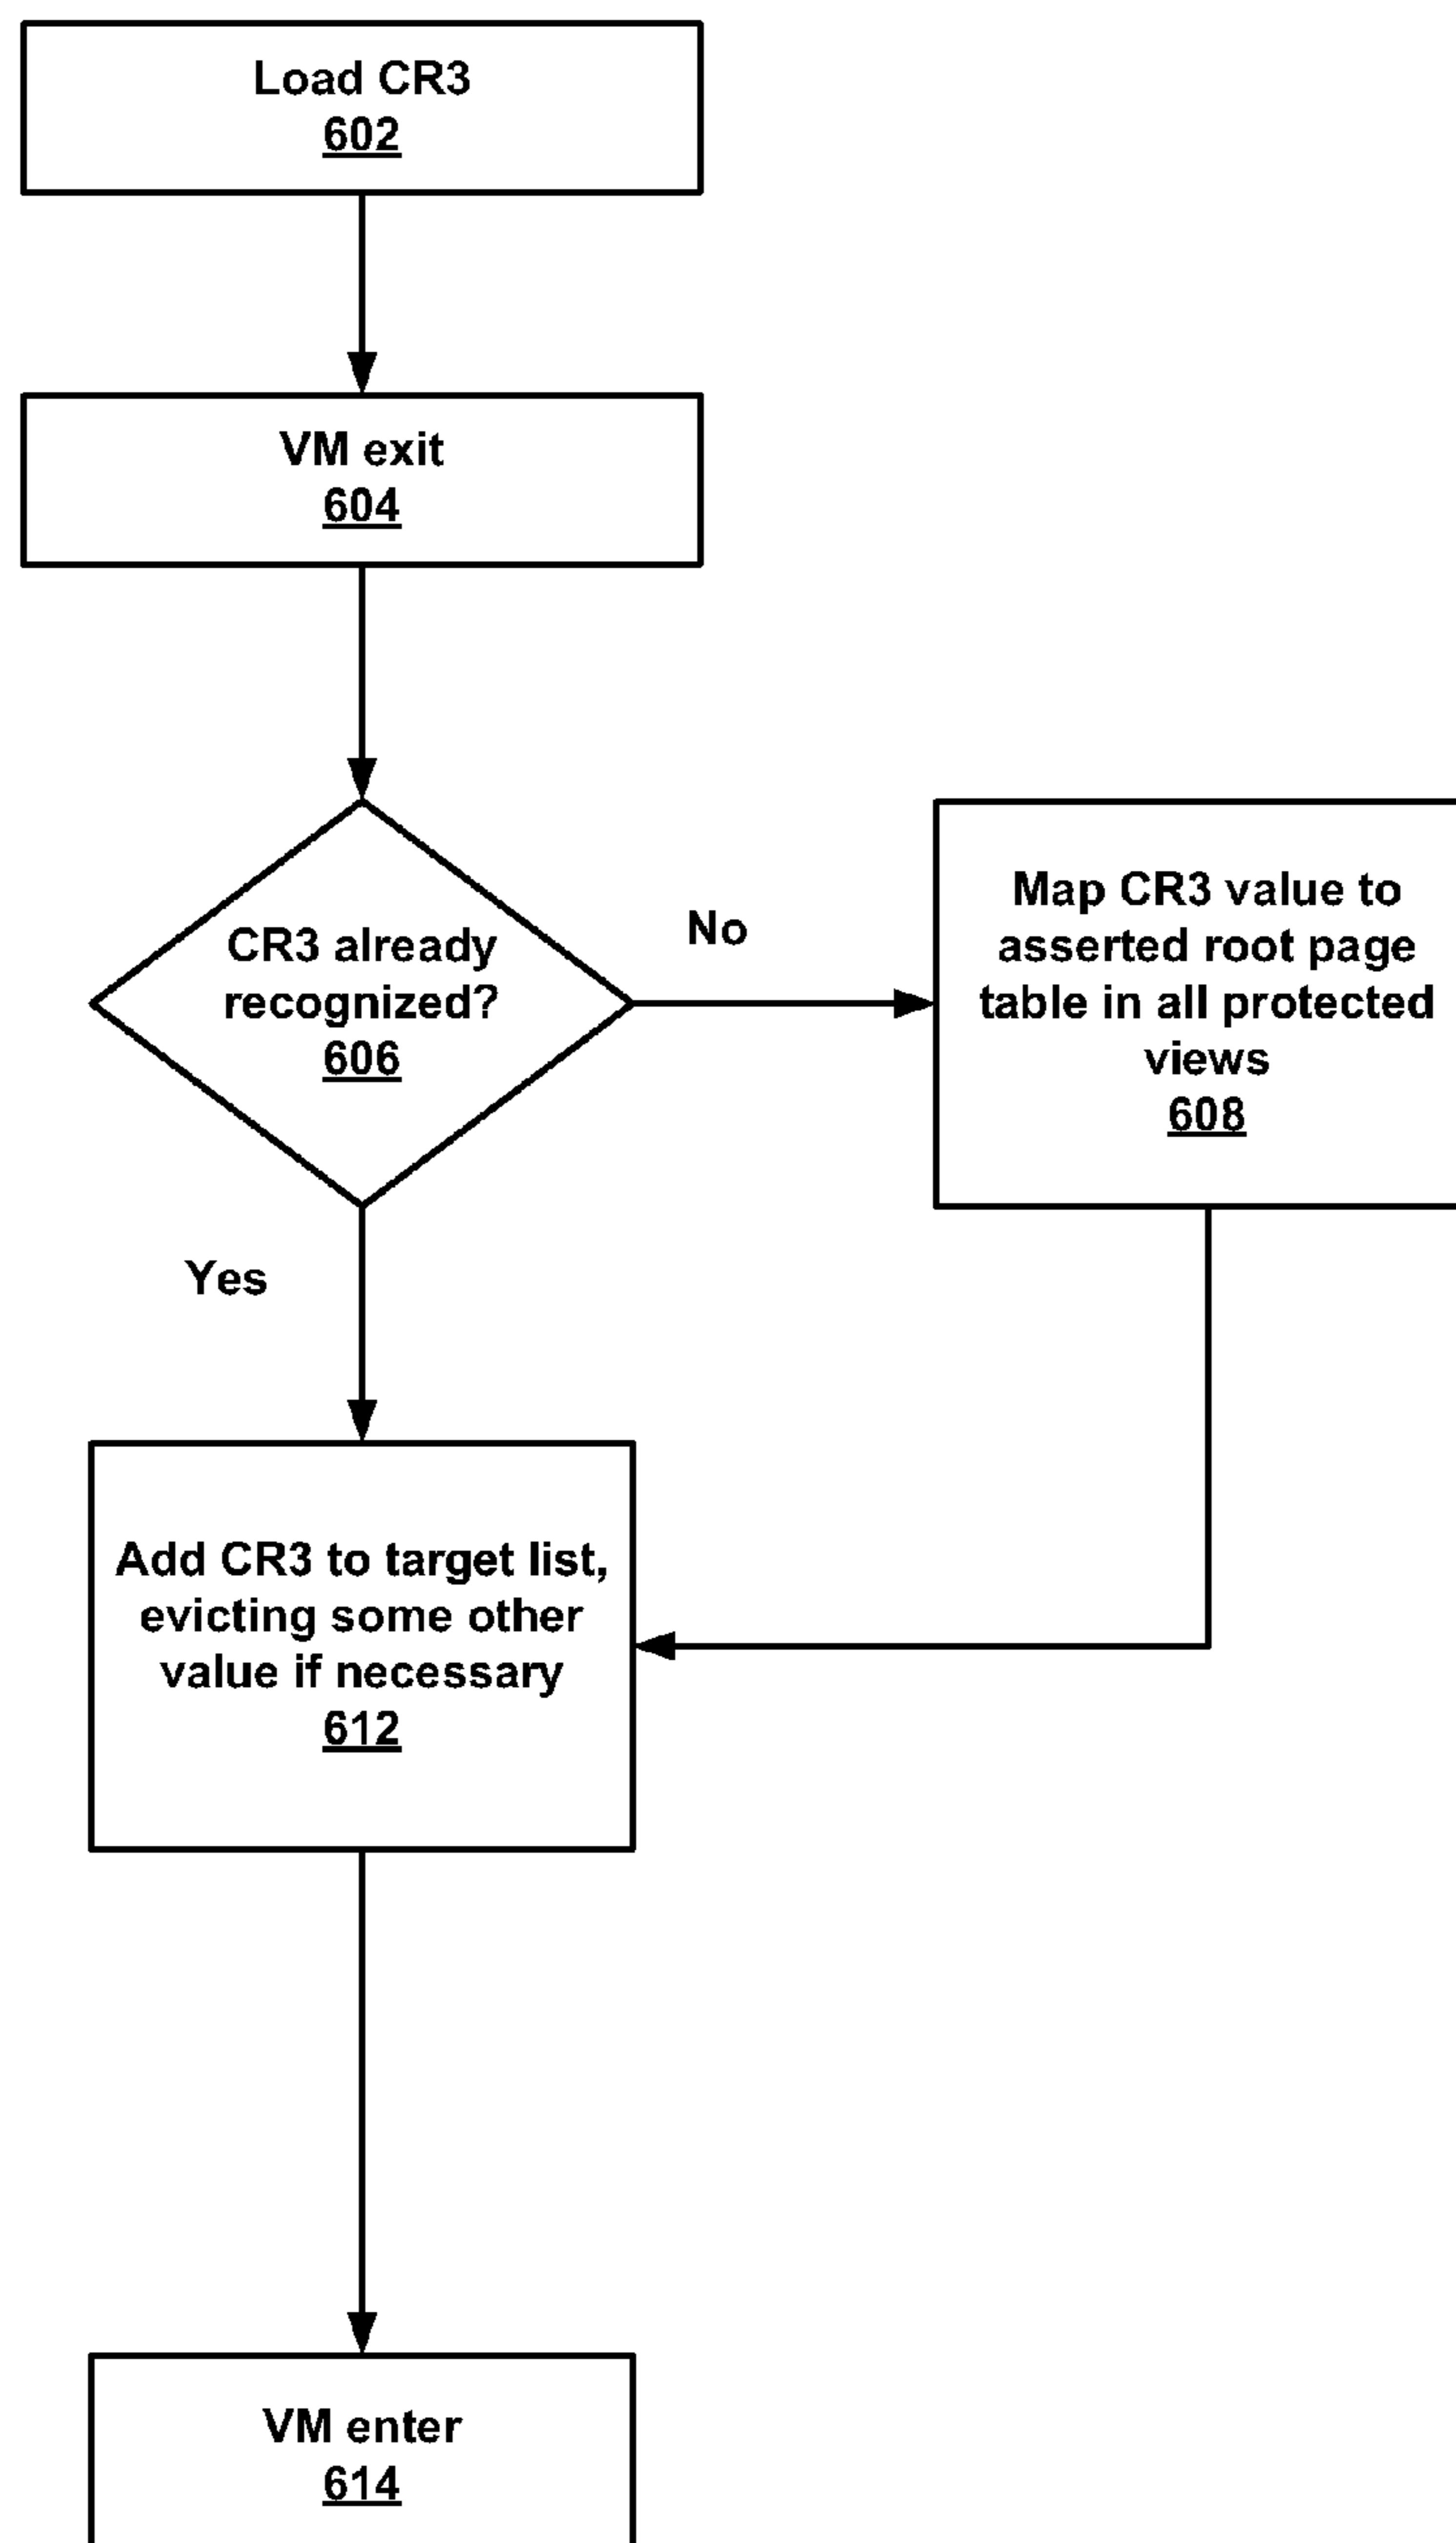 Load CR3
602
VM exit
604
CR3 already
recognized?
606
No
Map CR3 value to
asserted root page
table in all protected
views
608
Yes
Add CR3 to target list,
evicting some other
value if necessary
612
VM enter
614